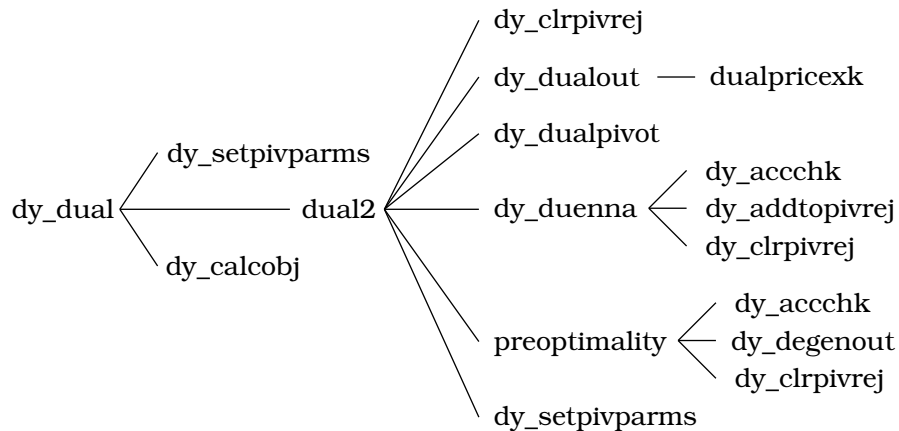 dy_clrpivrej
dy_dualout
dualpricexk
dy_dualpivot
dy_setpivparms
dy_accchk
dy_dual
dual2
dy_duenna
dy_addtopivrej
dy_clrpivrej
dy_calcobj
dy_accchk
preoptimality
dy_degenout
dy_clrpivrej
dy_setpivparms